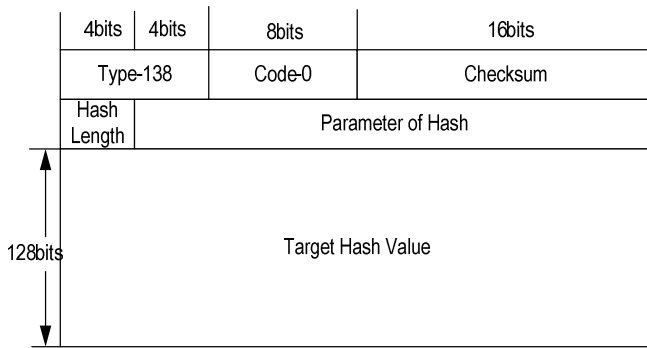 4bits 4bits 8bits 16bits
Type-138 Code-0 Checksum
Hash
Length
Parameter of Hash
128bits
Target Hash Value